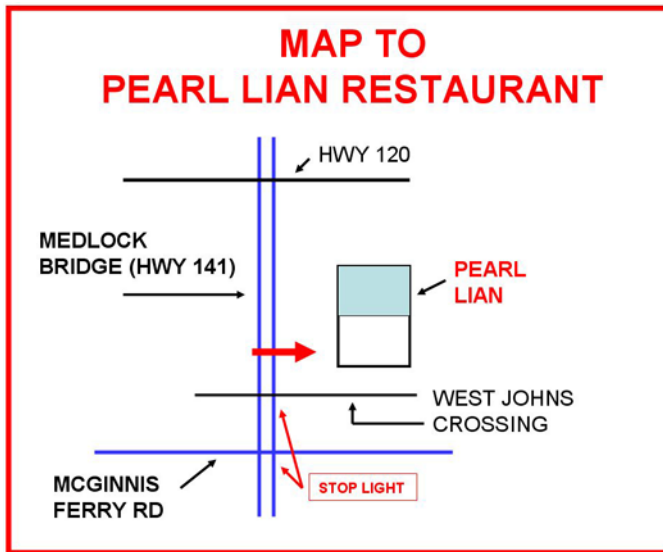 MAP TO
PEARL LIAN RESTAURANT
HWY 120
MEDLOCK
BRIDGE (HWY 141)
PEARL
LIAN
WEST JOHNS
CROSSING
MCGINNIS
FERRY RD
STOP LIGHT